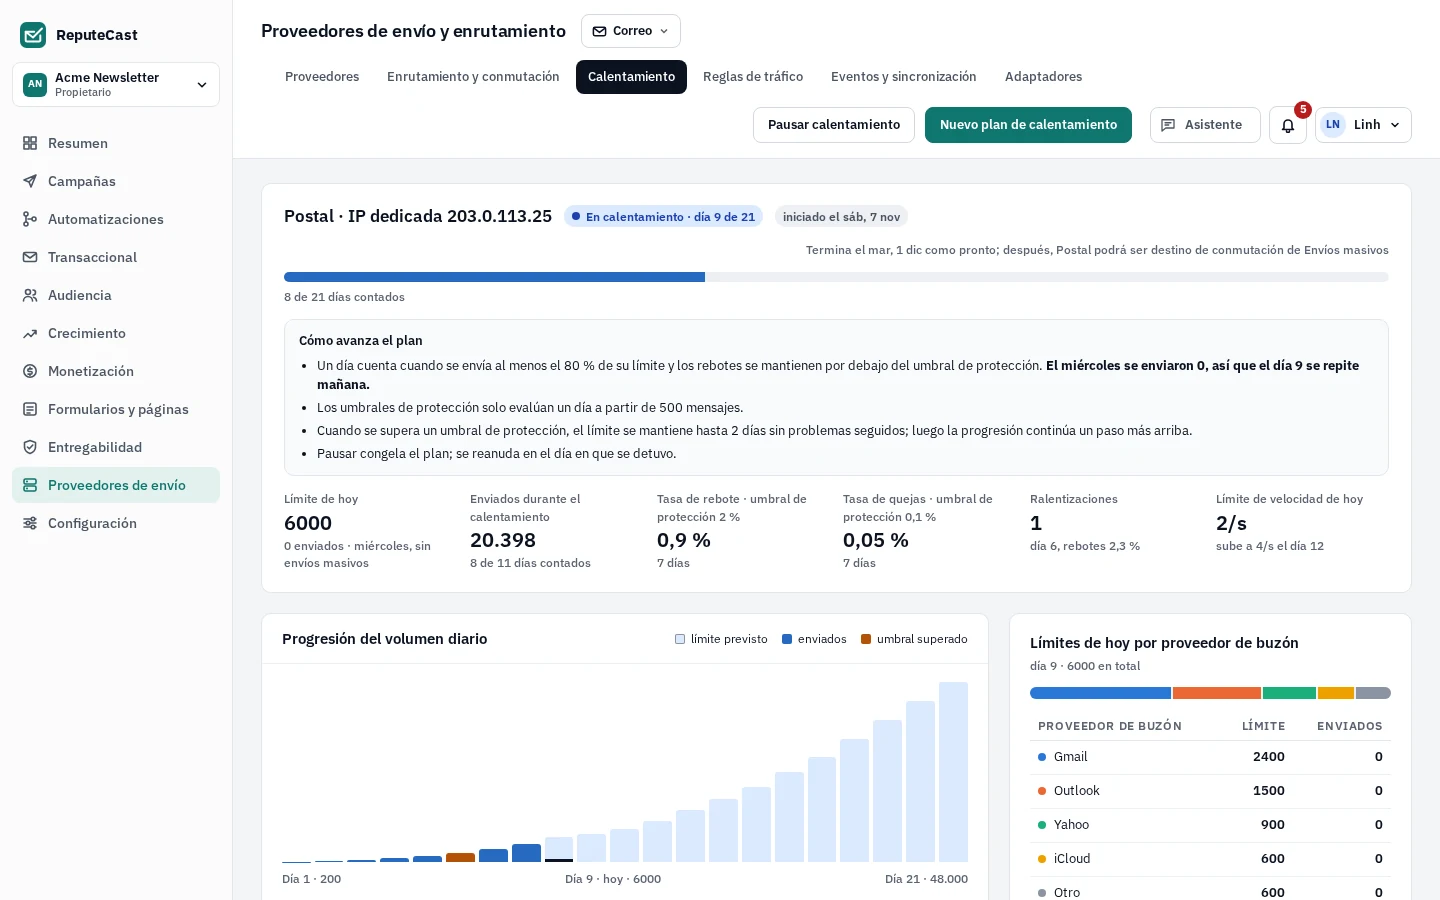 ReputeCast
AN
Acme Newsletter
Propietario
Resumen
Campañas
Automatizaciones
Transaccional
Audiencia
Crecimiento
Monetización
Formularios y páginas
Entregabilidad
Proveedores de envío
Configuración
Proveedores de envío y enrutamiento
Correo
Proveedores
Enrutamiento y conmutación
Calentamiento
Reglas de tráfico
Eventos y sincronización
Adaptadores
Pausar calentamiento
Nuevo plan de calentamiento
Asistente
5
LN
Linh
Postal · IP dedicada 203.0.113.25
En calentamiento · día 9 de 21
iniciado el sáb, 7 nov
Termina el mar, 1 dic como pronto; después, Postal podrá ser destino de conmutación de Envíos masivos
8 de 21 días contados
Cómo avanza el plan
Un día cuenta cuando se envía al menos el 80 % de su límite y los rebotes se mantienen por debajo del umbral de protección. El miércoles se enviaron 0, así que el día 9 se repite
mañana.
Los umbrales de protección solo evalúan un día a partir de 500 mensajes.
Cuando se supera un umbral de protección, el límite se mantiene hasta 2 días sin problemas seguidos; luego la progresión continúa un paso más arriba.
Pausar congela el plan; se reanuda en el día en que se detuvo.
Límite de hoy
6000
0 enviados · miércoles, sin
envíos masivos
Enviados durante el
calentamiento
20.398
8 de 11 días contados
Tasa de rebote · umbral de
protección 2 %
0,9 %
7 días
Tasa de quejas · umbral de
protección 0,1 %
0,05 %
7 días
Ralentizaciones
1
día 6, rebotes 2,3 %
Límite de velocidad de hoy
2/s
sube a 4/s el día 12
Progresión del volumen diario
límite previsto
enviados
umbral superado
Día 1 · 200
Día 9 · hoy · 6000
Día 21 · 48.000
Límites de hoy por proveedor de buzón
día 9 · 6000 en total
PROVEEDOR DE BUZÓN LÍMITE ENVIADOS
Gmail 2400 0
Outlook 1500 0
Yahoo 900 0
iCloud 600 0
Otro 600 0